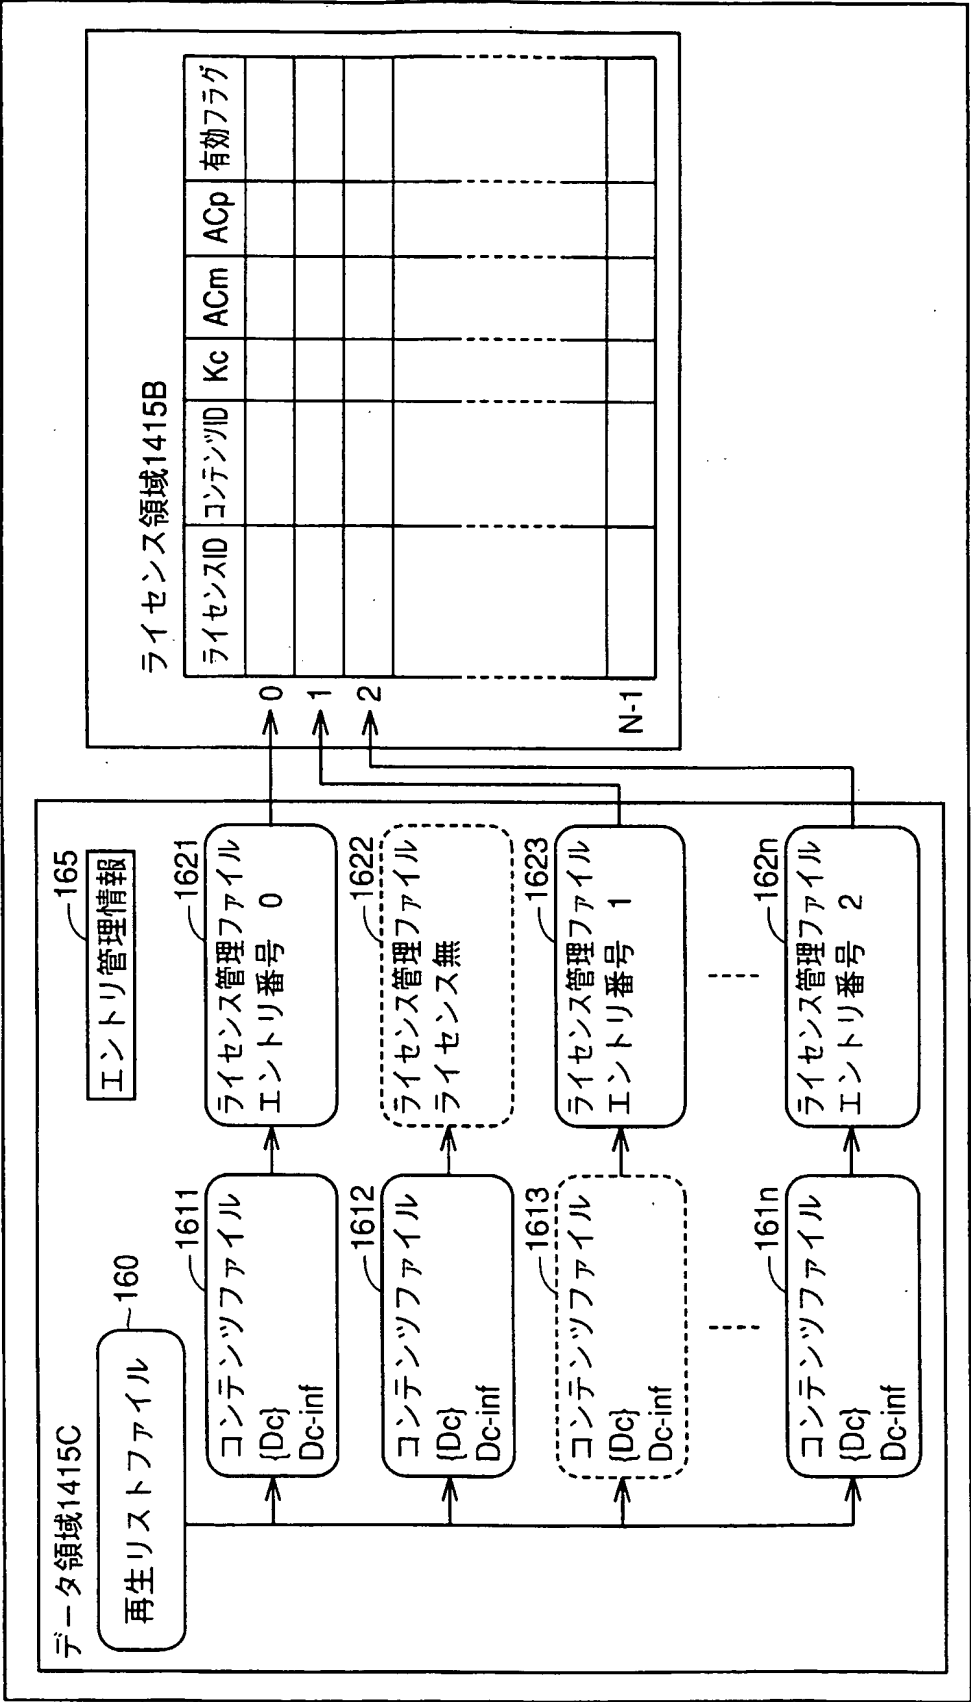 データ領域1415C
再生リストファイル
160
165
エントリ管理情報
1611
コンテンツファイル
{Dc}
Dc-inf
1621
ライセンス管理ファイル
エントリ番号 0
1612
コンテンツファイル
{Dc}
Dc-inf
1622
ライセンス管理ファイル
ライセンス無
1613
コンテンツファイル
{Dc}
Dc-inf
1623
ライセンス管理ファイル
エントリ番号 1
161n
コンテンツファイル
{Dc}
Dc-inf
162n
ライセンス管理ファイル
エントリ番号 2
ライセンス領域1415B
ライセンスID コンテンツID Kc ACm ACp 有効フラグ
0
1
2
N-1